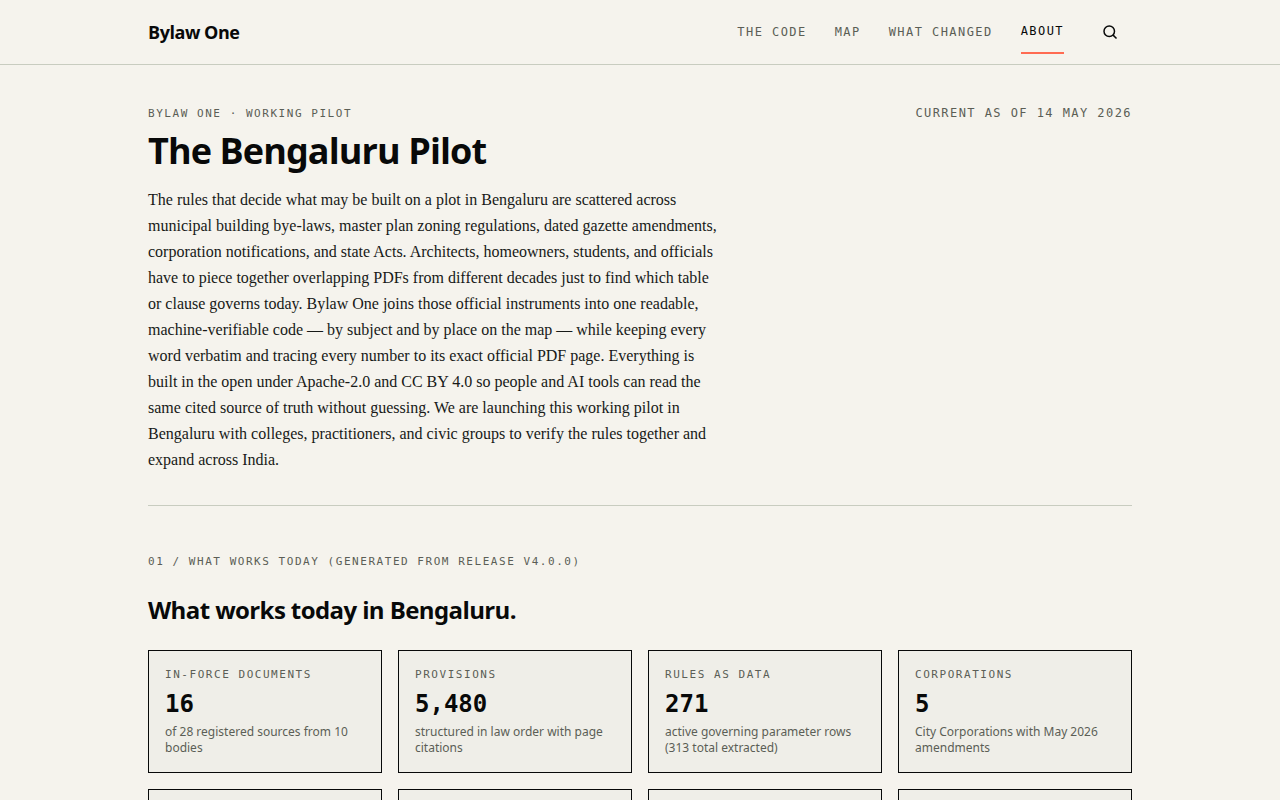 Bylaw One
THE CODE
MAP
WHAT CHANGED
ABOUT
BYLAW ONE · WORKING PILOT
CURRENT AS OF 14 MAY 2026
The Bengaluru Pilot
The rules that decide what may be built on a plot in Bengaluru are scattered across
municipal building bye-laws, master plan zoning regulations, dated gazette amendments,
corporation notifications, and state Acts. Architects, homeowners, students, and officials
have to piece together overlapping PDFs from different decades just to find which table
or clause governs today. Bylaw One joins those official instruments into one readable,
machine-verifiable code — by subject and by place on the map — while keeping every
word verbatim and tracing every number to its exact official PDF page. Everything is
built in the open under Apache-2.0 and CC BY 4.0 so people and AI tools can read the
same cited source of truth without guessing. We are launching this working pilot in
Bengaluru with colleges, practitioners, and civic groups to verify the rules together and
expand across India.
01 / WHAT WORKS TODAY (GENERATED FROM RELEASE V4.0.0)
What works today in Bengaluru.
IN-FORCE DOCUMENTS
16
of 28 registered sources from 10
bodies
PROVISIONS
5,480
structured in law order with page
citations
RULES AS DATA
271
active governing parameter rows
(313 total extracted)
CORPORATIONS
5
City Corporations with May 2026
amendments